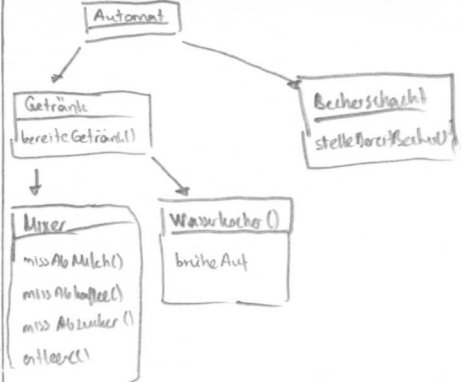 Automat
Getränk
bereiteGetränk()
Becherschacht
stelleBereitBecher()
Mixer
missAbMilch()
missAbKaffee()
missAbZucker()
entleere()
Wasserkocher()
brüheAuf